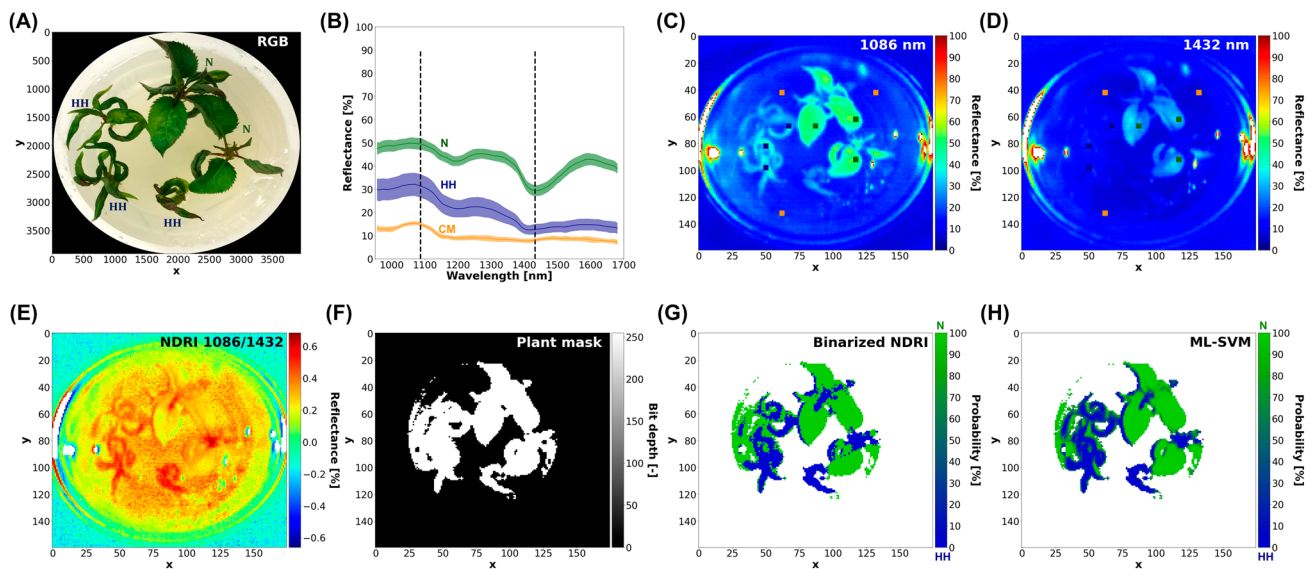 (A)
RGB
N
HH
N
HH
HH
0
500
1000
1500
2000
2500
3000
3500
y
0 500 1000 1500 2000 2500 3000 3500
x
(B)
100
90
80
70
60
50
40
30
20
10
0
Reflectance [%]
N
HH
CM
1000 1100 1200 1300 1400 1500 1600 1700
Wavelength [nm]
(C)
1086 nm
0
20
40
60
80
100
120
140
y
0 25 50 75 100 125 150 175
x
100
90
80
70
60
50
40
30
20
10
0
Reflectance [%]
(D)
1432 nm
0
20
40
60
80
100
120
140
y
0 25 50 75 100 125 150 175
x
100
90
80
70
60
50
40
30
20
10
0
Reflectance [%]
(E)
NDRI 1086/1432
0
20
40
60
80
100
120
140
y
0 25 50 75 100 125 150 175
x
0.6
0.4
0.2
0.0
−0.2
−0.4
−0.6
Reflectance [%]
(F)
Plant mask
0
20
40
60
80
100
120
140
y
0 25 50 75 100 125 150 175
x
250
200
150
100
50
0
Bit depth [-]
(G)
Binarized NDRI
0
20
40
60
80
100
120
140
y
0 25 50 75 100 125 150 175
x
N
100
90
80
70
60
50
40
30
20
10
0
HH
Probability [%]
(H)
ML-SVM
0
20
40
60
80
100
120
140
y
0 25 50 75 100 125 150 175
x
N
100
90
80
70
60
50
40
30
20
10
0
HH
Probability [%]